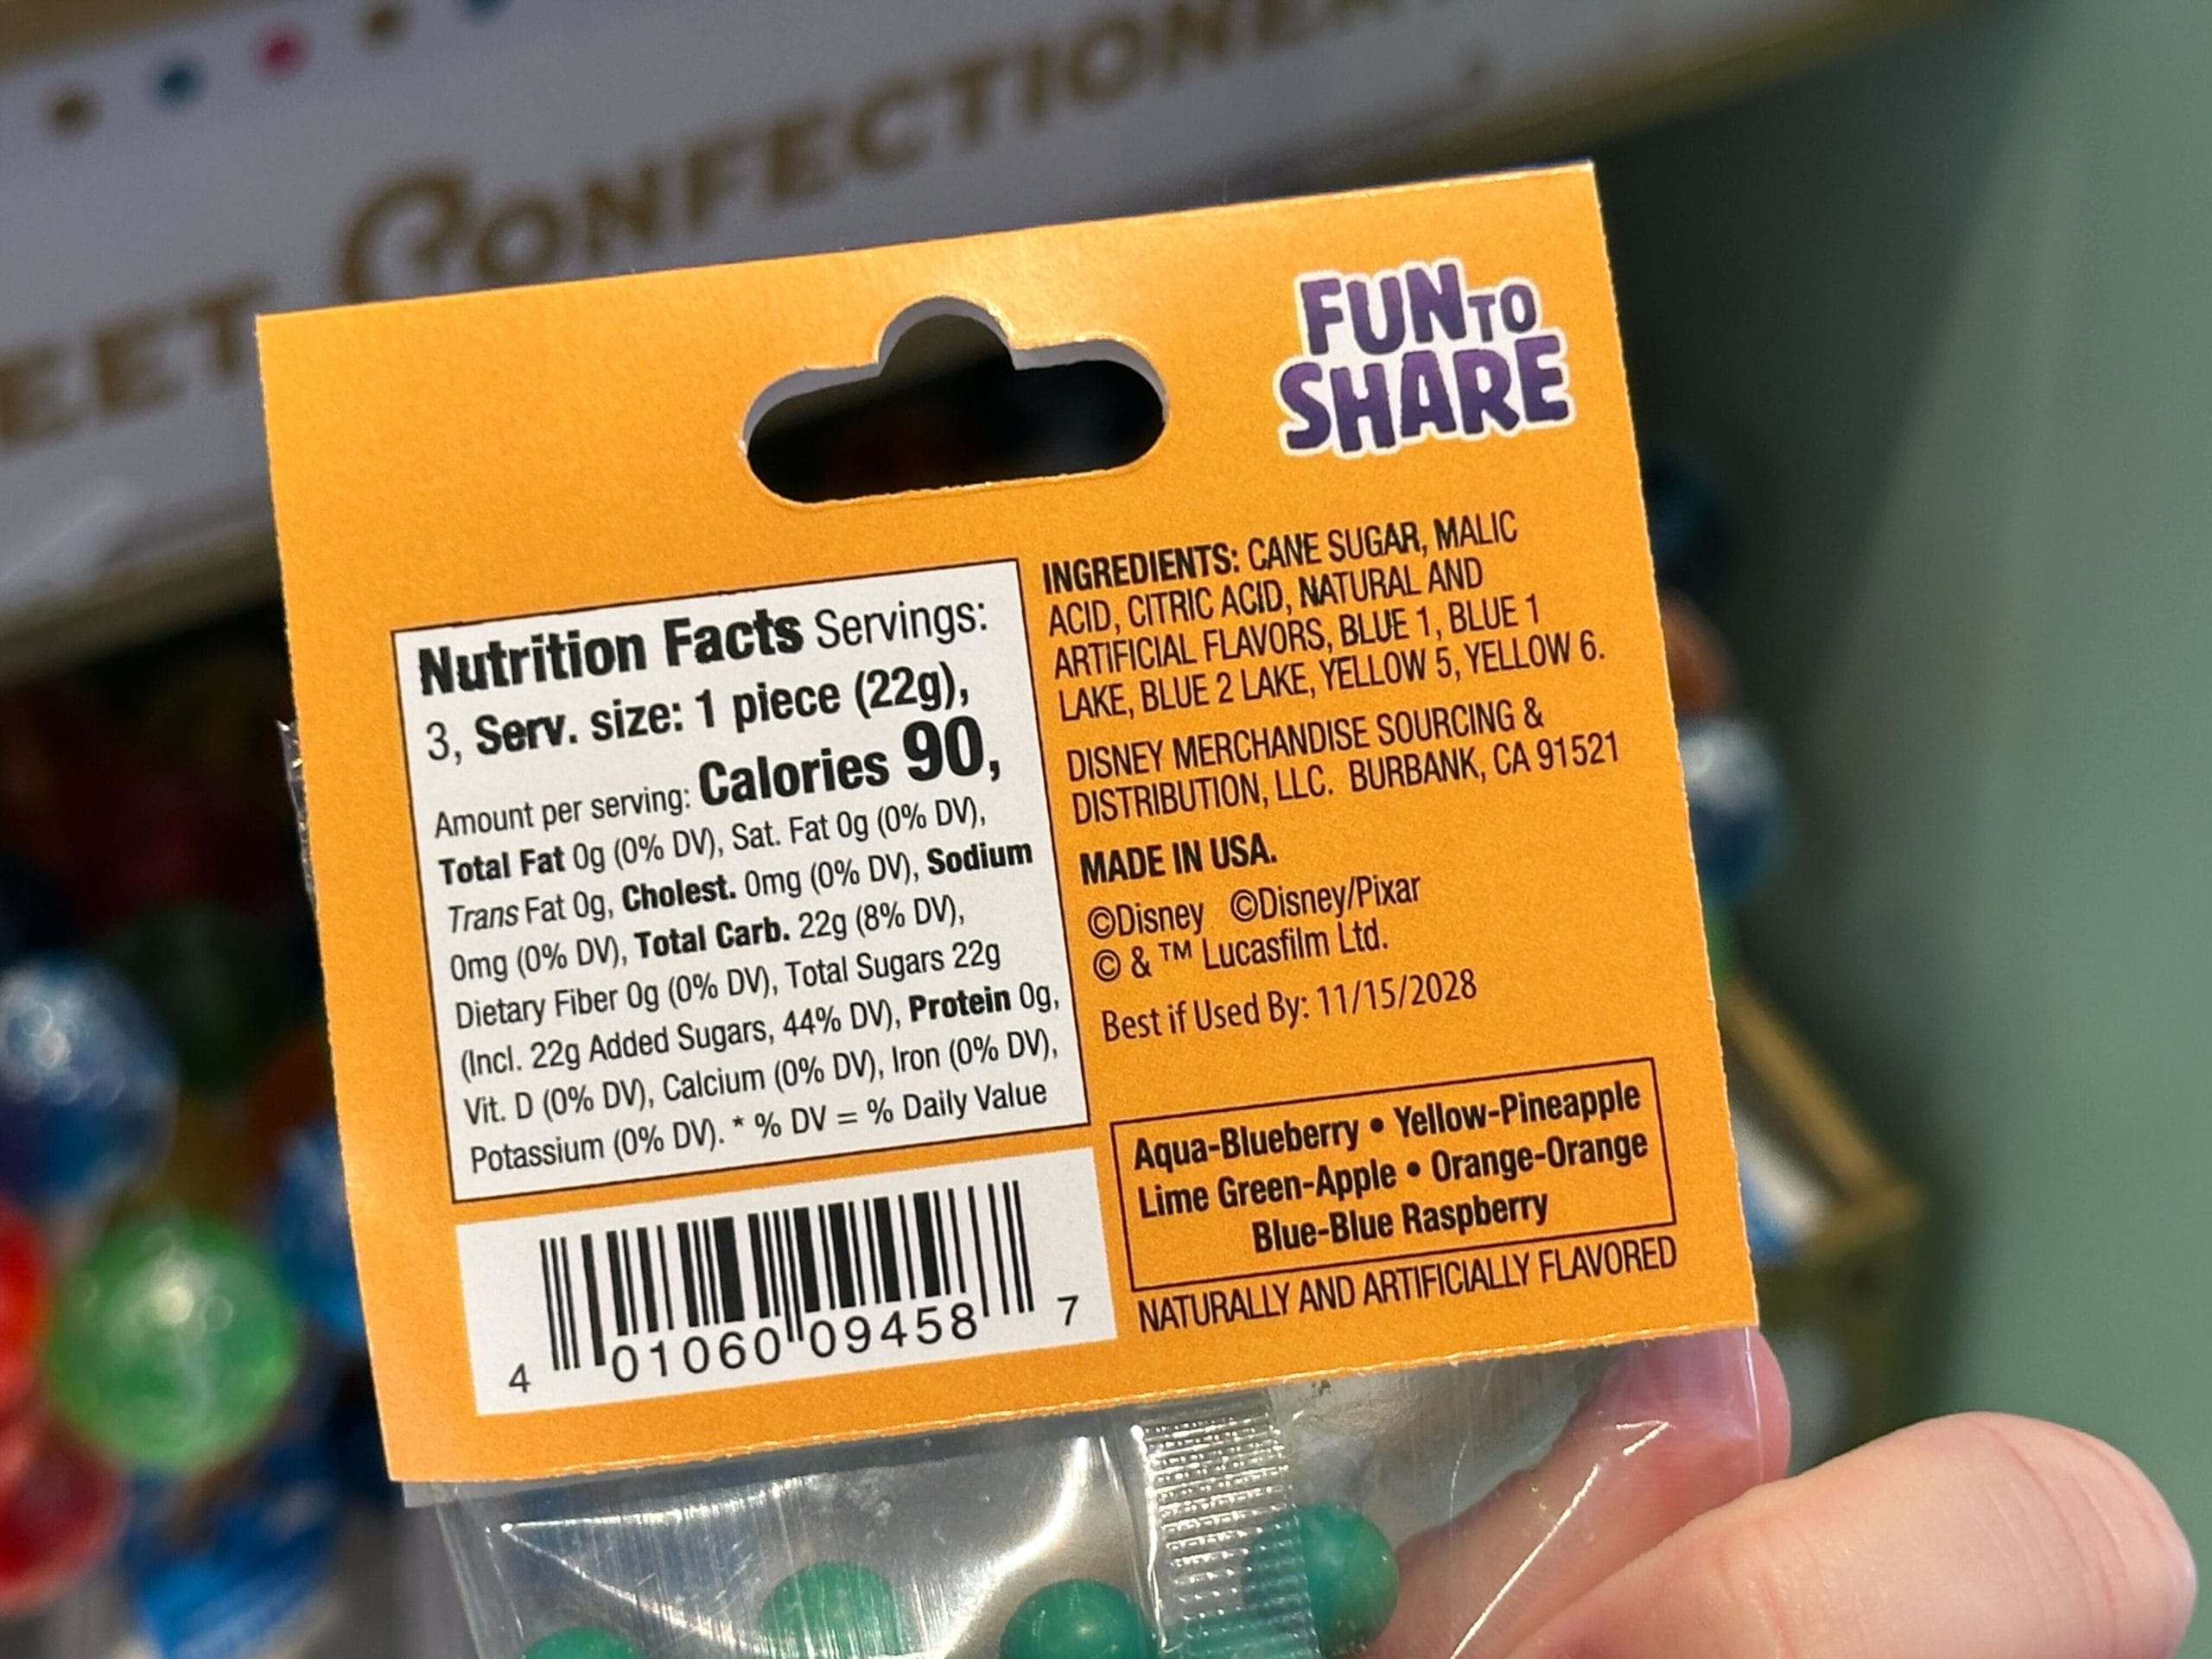 EET CONFECTIONE
FUN TO
SHARE
Nutrition Facts Servings:
3, Serv. size: 1 piece (22g),
Amount per serving: Calories 90,
Total Fat 0g (0% DV), Sat. Fat 0g (0% DV),
Trans Fat 0g, Cholest. 0mg (0% DV), Sodium
0mg (0% DV), Total Carb. 22g (8% DV),
Dietary Fiber 0g (0% DV), Total Sugars 22g
(Incl. 22g Added Sugars, 44% DV), Protein 0g,
Vit. D (0% DV), Calcium (0% DV), Iron (0% DV),
Potassium (0% DV). * % DV = % Daily Value
4 01060 09458 7
INGREDIENTS: CANE SUGAR, MALIC
ACID, CITRIC ACID, NATURAL AND
ARTIFICIAL FLAVORS, BLUE 1, BLUE 1
LAKE, BLUE 2 LAKE, YELLOW 5, YELLOW 6.
DISNEY MERCHANDISE SOURCING &
DISTRIBUTION, LLC. BURBANK, CA 91521
MADE IN USA.
©Disney ©Disney/Pixar
© & ™ Lucasfilm Ltd.
Best if Used By: 11/15/2028
Aqua-Blueberry • Yellow-Pineapple
Lime Green-Apple • Orange-Orange
Blue-Blue Raspberry
NATURALLY AND ARTIFICIALLY FLAVORED